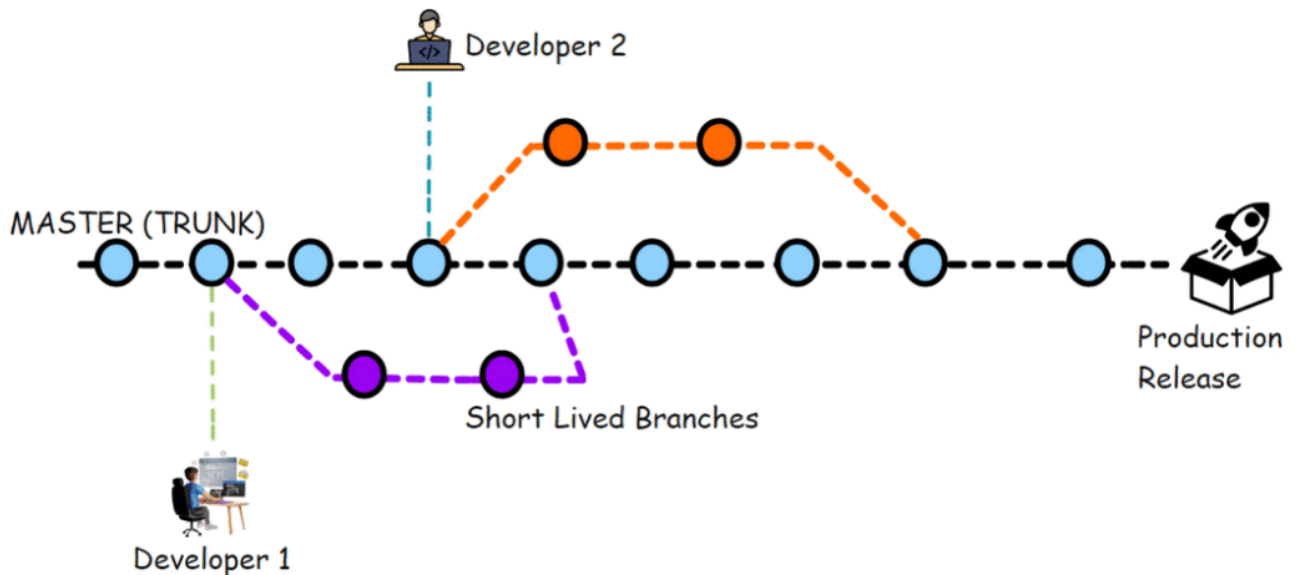 Developer 2
MASTER (TRUNK)
Production
Release
Short Lived Branches
Developer 1